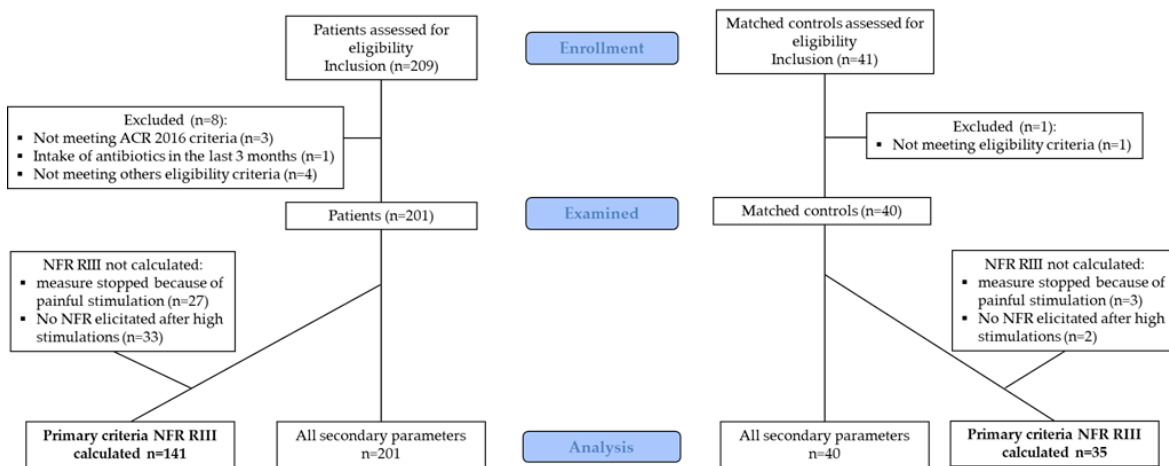 Patients assessed for
eligibility
Inclusion (n=209)
Enrollment
Matched controls assessed for
eligibility
Inclusion (n=41)
Excluded (n=8):
▪ Not meeting ACR 2016 criteria (n=3)
▪ Intake of antibiotics in the last 3 months (n=1)
▪ Not meeting others eligibility criteria (n=4)
Excluded (n=1):
▪ Not meeting eligibility criteria (n=1)
Patients (n=201)
Examined
Matched controls (n=40)
NFR RIII not calculated:
▪ measure stopped because of
painful stimulation (n=27)
▪ No NFR elicitated after high
stimulations (n=33)
NFR RIII not calculated:
▪ measure stopped because of
painful stimulation (n=3)
▪ No NFR elicitated after high
stimulations (n=2)
Primary criteria NFR RIII
calculated n=141
All secondary parameters
n=201
Analysis
All secondary parameters
n=40
Primary criteria NFR RIII
calculated n=35